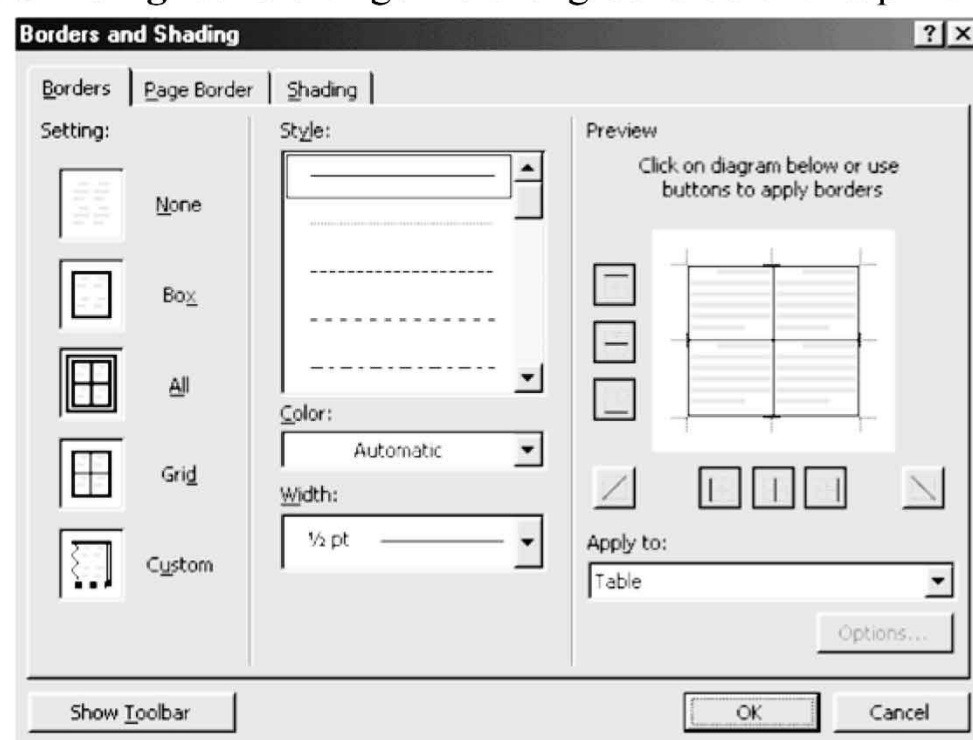 Borders and Shading
Borders Page Border Shading
Setting:
None
Box
All
Grid
Custom
Style:
Color:
Automatic
Width:
½ pt
Preview
Click on diagram below or use
buttons to apply borders
Apply to:
Table
Options...
Show Toolbar
OK
Cancel